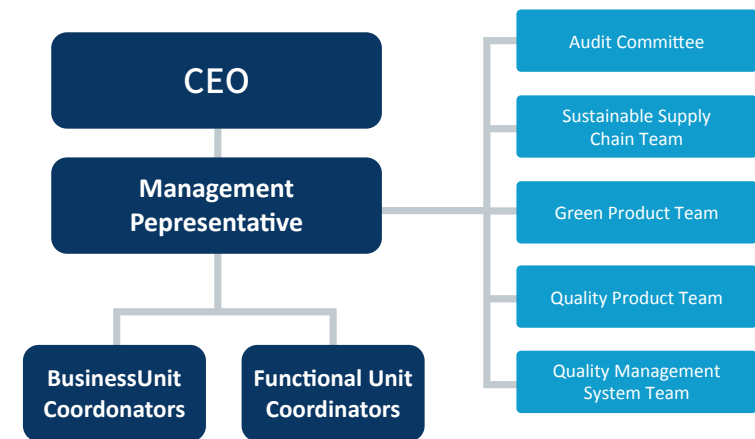 CEO
Management
Pepresentative
BusinessUnit
Coordonators
Functional Unit
Coordinators
Audit Committee
Sustainable Supply
Chain Team
Green Product Team
Quality Product Team
Quality Management
System Team